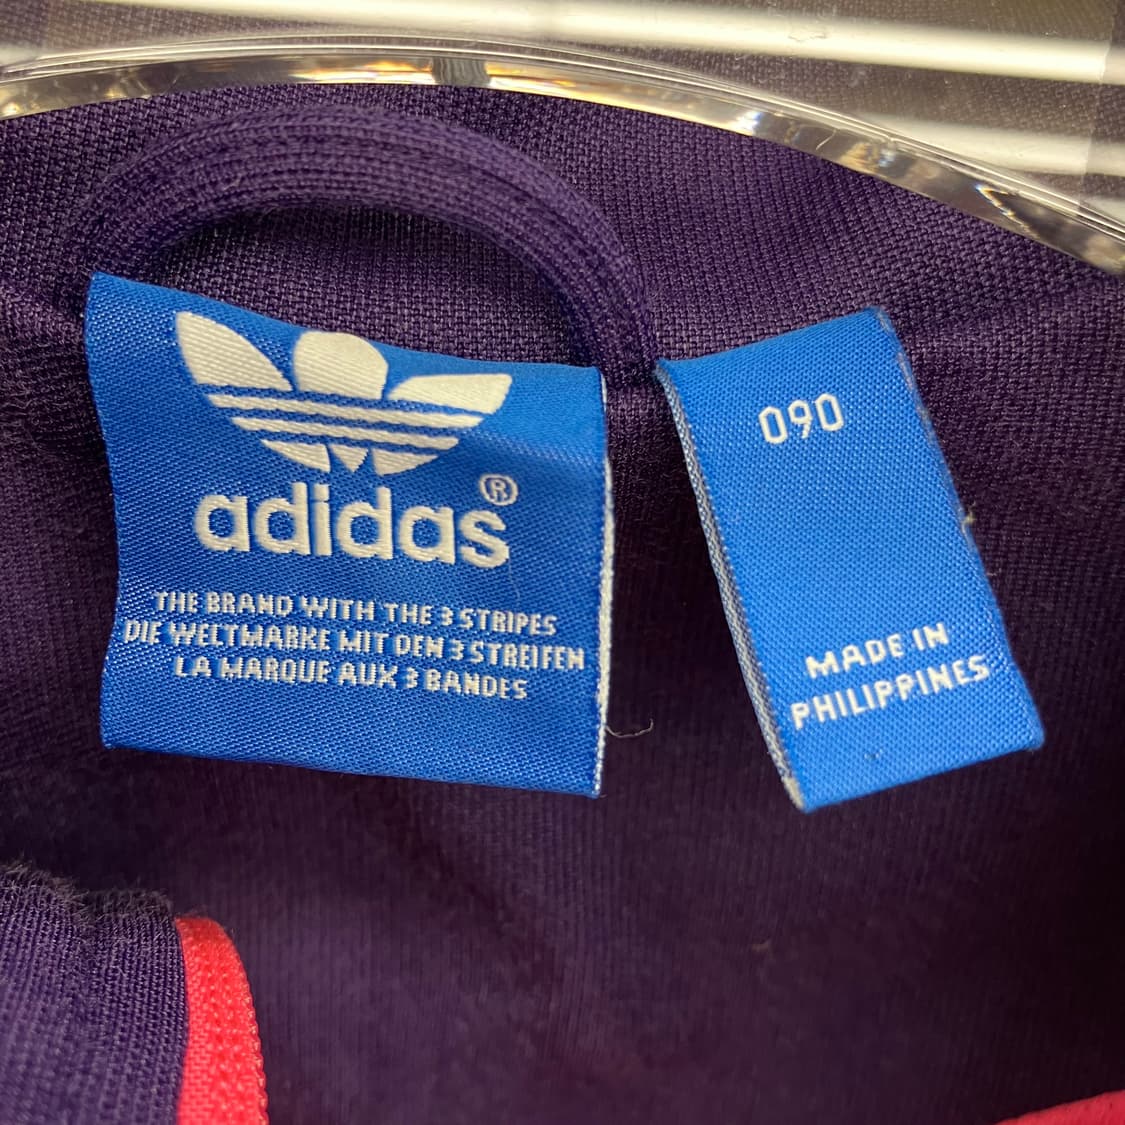 adidas®
THE BRAND WITH THE 3 STRIPES
DIE WELTMARKE MIT DEN 3 STREIFEN
LA MARQUE AUX 3 BANDES
090
MADE IN
PHILIPPINES